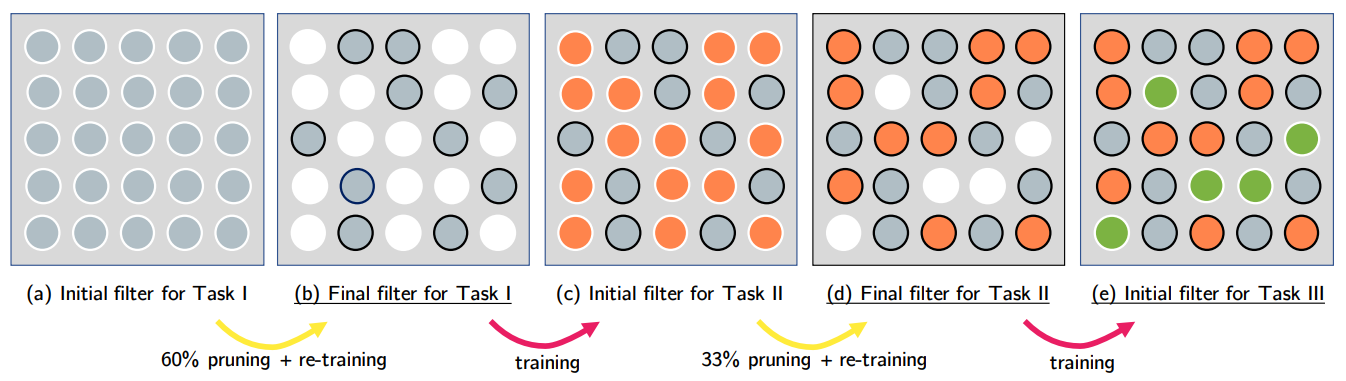 (a) Initial filter for Task I
(b) Final filter for Task I
(c) Initial filter for Task II
(d) Final filter for Task II
(e) Initial filter for Task III
60% pruning + re-training
training
33% pruning + re-training
training